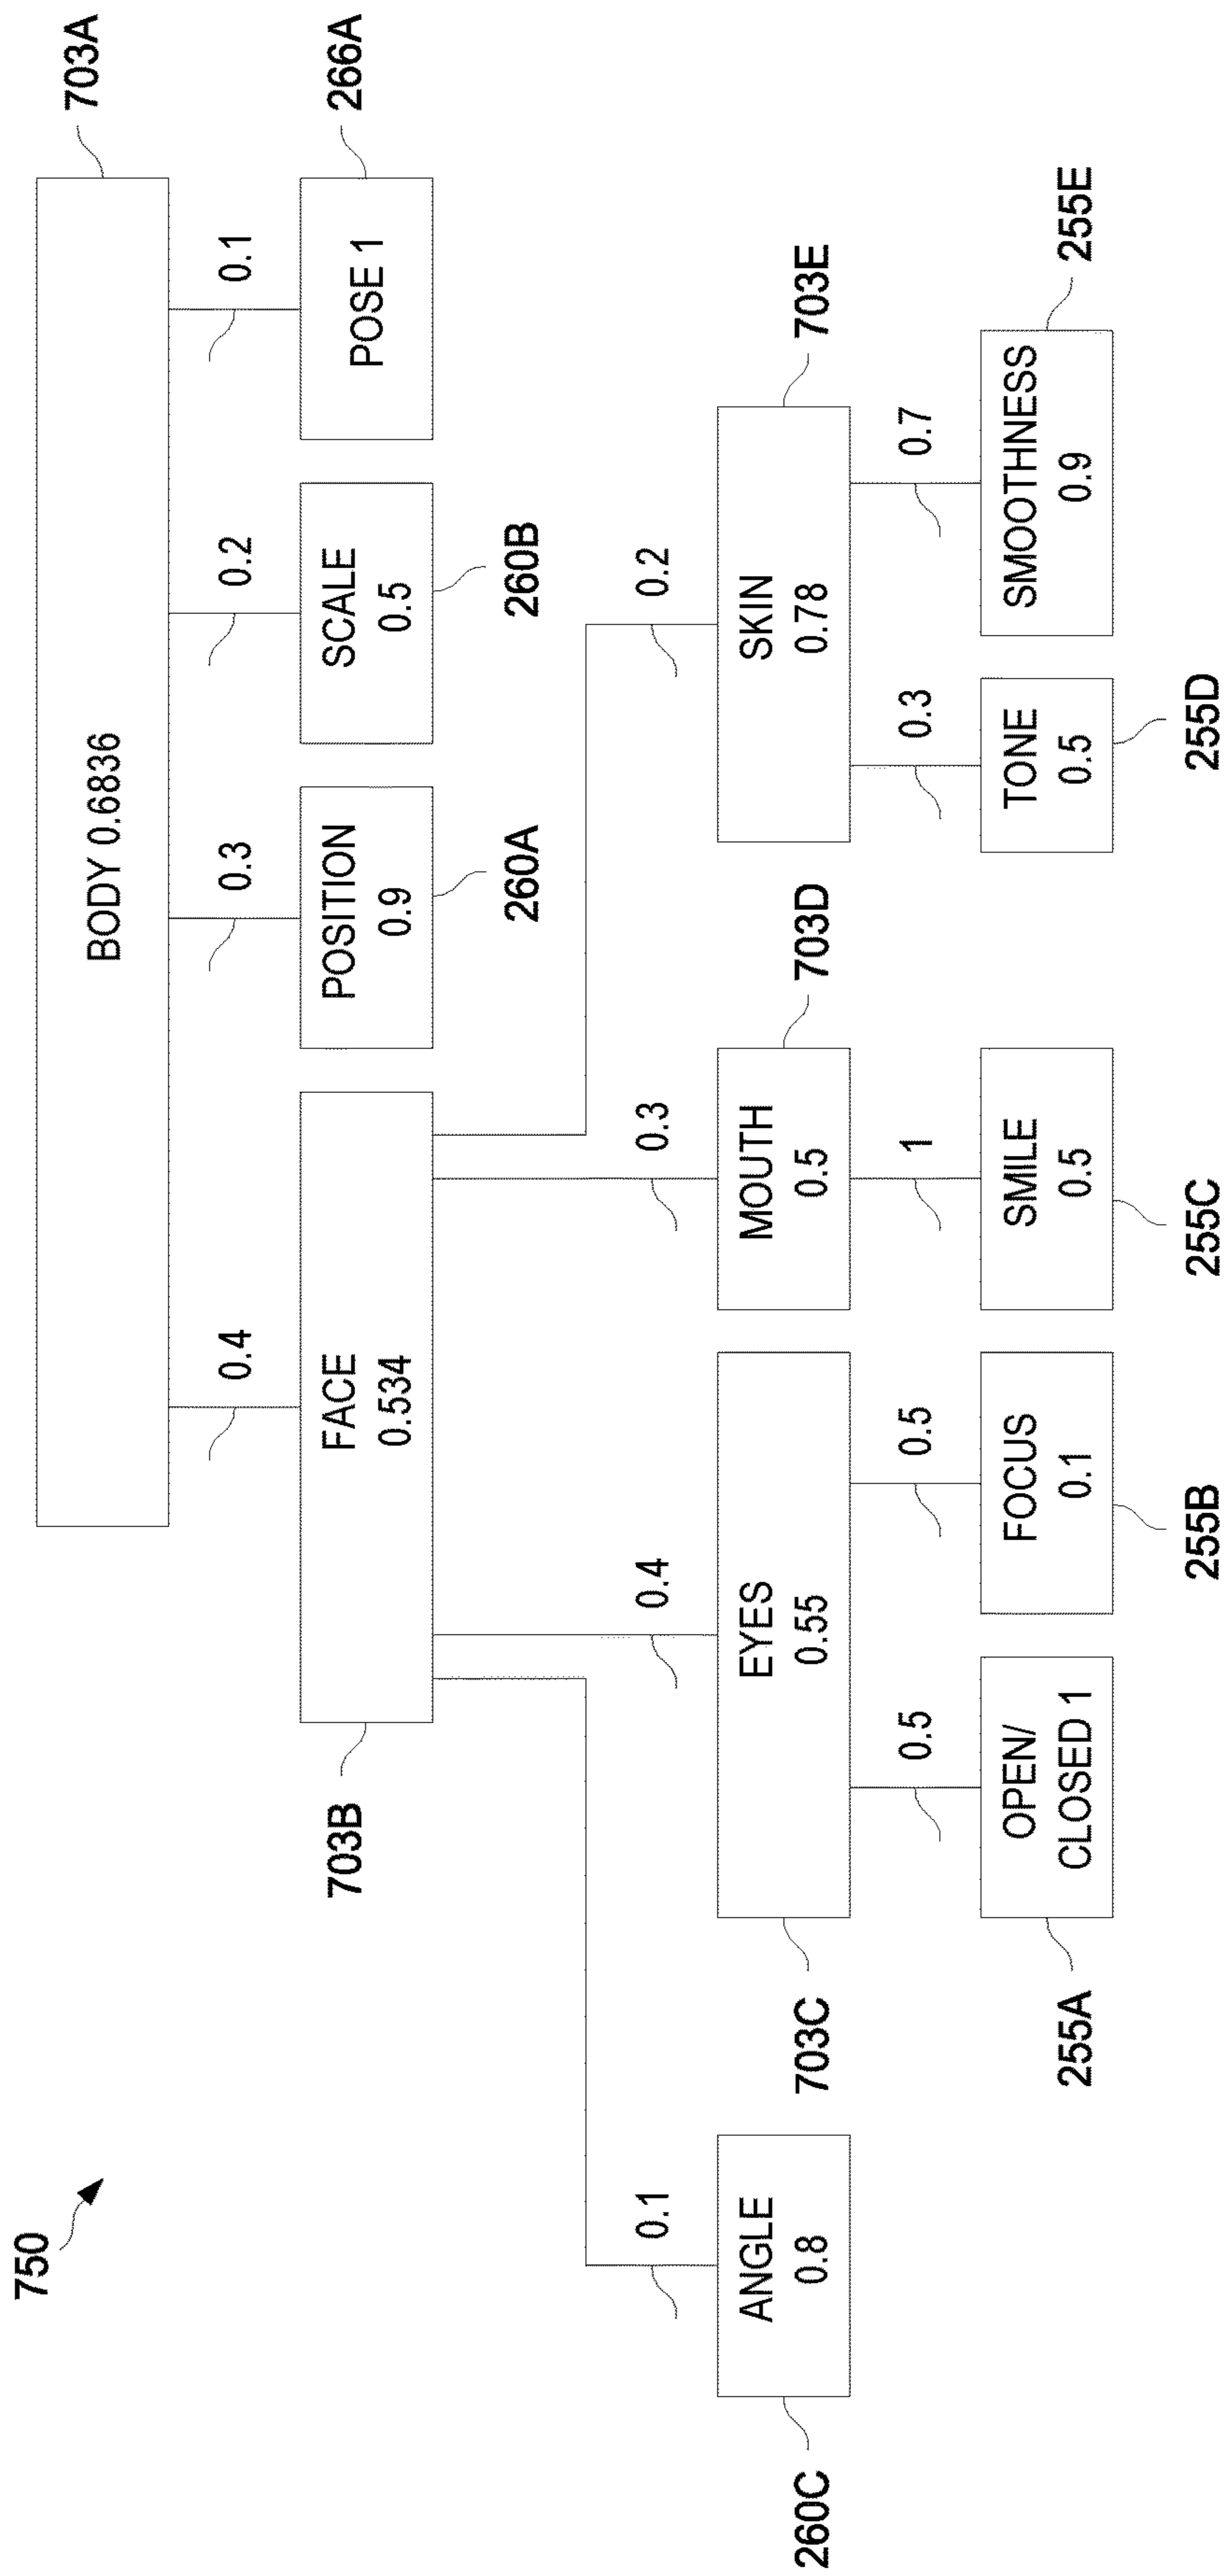 750
BODY 0.6836
703A
0.4
0.3
0.2
0.1
703B
FACE
0.534
POSITION
0.9
260A
SCALE
0.5
260B
POSE 1
266A
0.1
0.4
0.3
0.2
260C
ANGLE
0.8
703C
EYES
0.55
MOUTH
0.5
703D
SKIN
0.78
703E
0.5
0.5
1
0.3
0.7
255A
OPEN/
CLOSED 1
FOCUS
0.1
255B
SMILE
0.5
255C
TONE
0.5
255D
SMOOTHNESS
0.9
255E